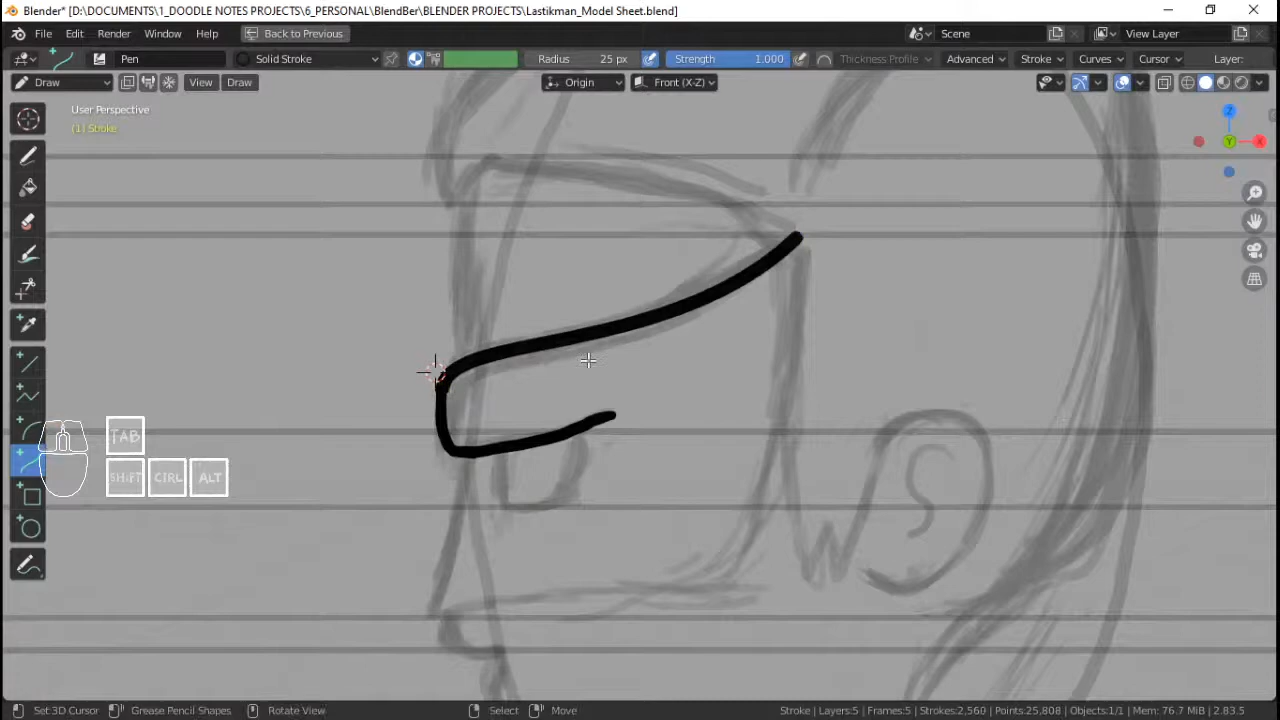 Blender* [D:\DOCUMENTS\1_DOODLE NOTES PROJECTS\6_PERSONAL\BlendBer\BLENDER PROJECTS\Lastikman_Model Sheet.blend]
File Edit Render Window Help Back to Previous Scene View Layer
Pen Solid Stroke Radius 25 px Strength 1.000 Thickness Profile Advanced Stroke Curves Cursor Layer:
Draw View Draw Origin Front (X-Z)
User Perspective
(1) Stroke
Z
Y X
TAB
SHIFT CTRL ALT
Set 3D Cursor Grease Pencil Shapes Rotate View Select Move Stroke | Layers:5 | Frames:5 | Strokes:2,560 | Points:25,808 | Objects:1/1 | Mem: 76.7 MiB | 2.83.5